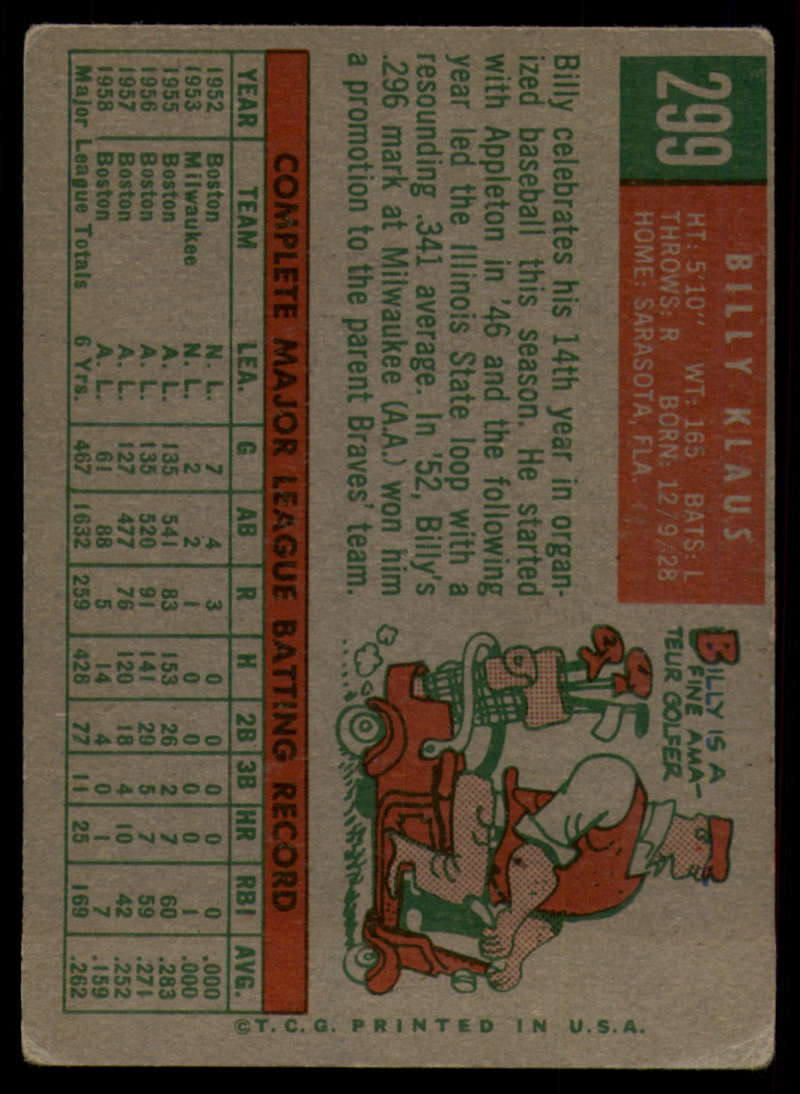 299
BILLY KLAUS
HT: 5'10" WT: 165 BATS: L
THROWS: R BORN: 12/9/28
HOME: SARASOTA, FLA.
Billy celebrates his 14th year in organ-
ized baseball this season. He started
with Appleton in '46 and the following
year led the Illinois State loop with a
resounding .341 average. In '52, Billy's
.296 mark at Milwaukee (A.A.) won him
a promotion to the parent Braves' team.
BILLY IS A
FINE AMA-
TEUR GOLFER
COMPLETE MAJOR LEAGUE BATTING RECORD
YEAR TEAM LEA. G AB R H 2B 3B HR RBI AVG.
1952 Boston N. L. 7 4 3 0 0 0 0 0 .000
1953 Milwaukee N. L. 2 2 1 0 0 0 0 1 .000
1955 Boston A. L. 135 541 83 153 26 2 7 60 .283
1956 Boston A. L. 135 520 91 141 29 5 7 59 .271
1957 Boston A. L. 127 477 76 120 18 4 10 42 .252
1958 Boston A. L. 61 88 5 14 4 0 1 7 .159
Major League Totals 6 Yrs. 467 1632 259 428 77 11 25 169 .262
©T.C.G. PRINTED IN U.S.A.